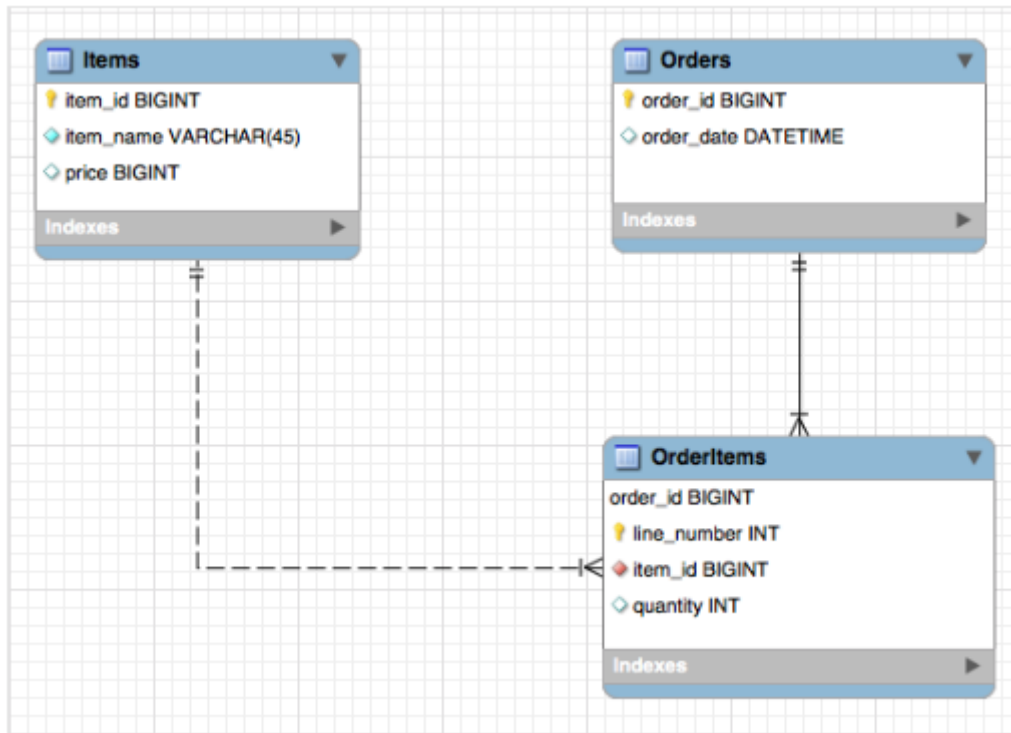 Items
item_id BIGINT
item_name VARCHAR(45)
price BIGINT
Indexes
Orders
order_id BIGINT
order_date DATETIME
Indexes
OrderItems
order_id BIGINT
line_number INT
item_id BIGINT
quantity INT
Indexes